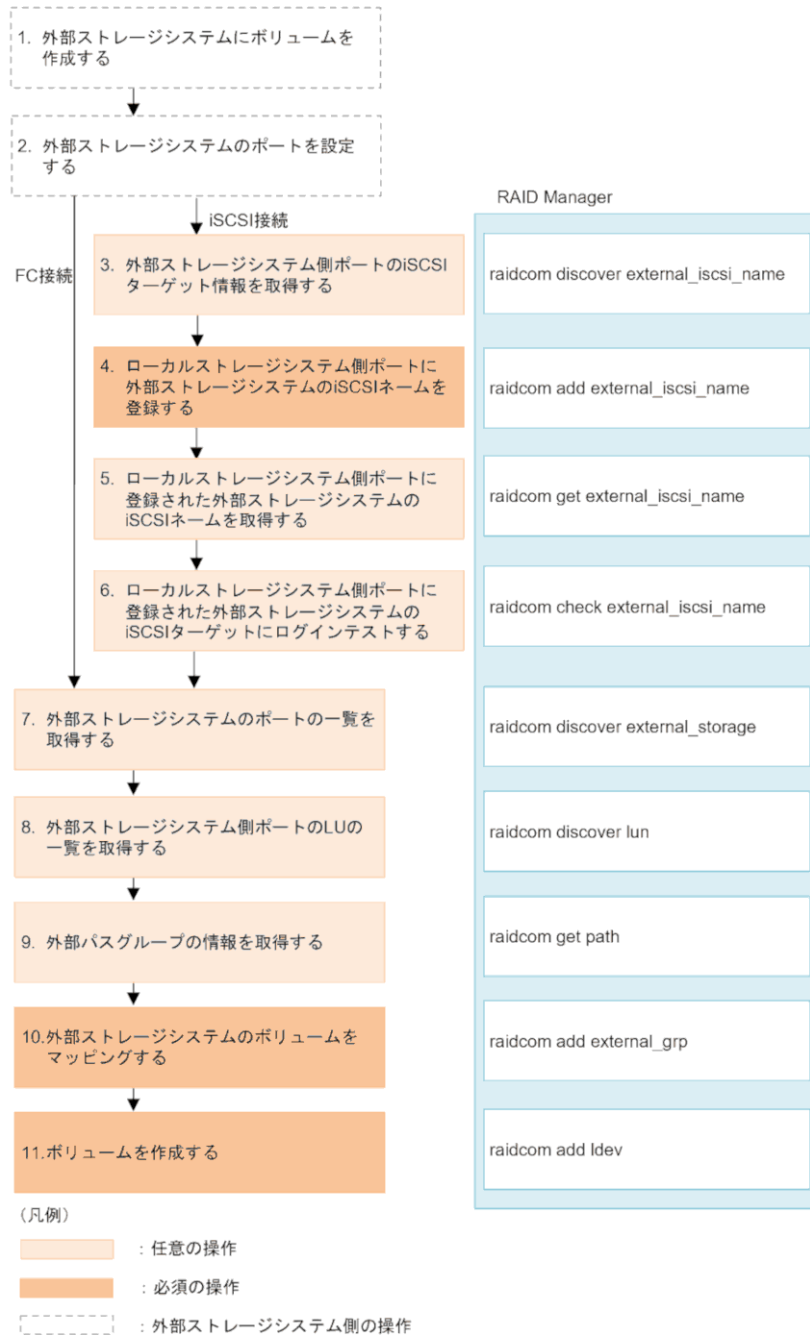 1. 外部ストレージシステムにボリュームを
作成する
2. 外部ストレージシステムのポートを設定
する
RAID Manager
iSCSI接続
FC接続
3. 外部ストレージシステム側ポートのiSCSI
ターゲット情報を取得する
raidcom discover external_iscsi_name
4. ローカルストレージシステム側ポートに
外部ストレージシステムのiSCSIネームを
登録する
raidcom add external_iscsi_name
5. ローカルストレージシステム側ポートに
登録された外部ストレージシステムの
iSCSIネームを取得する
raidcom get external_iscsi_name
6. ローカルストレージシステム側ポートに
登録された外部ストレージシステムの
iSCSIターゲットにログインテストする
raidcom check external_iscsi_name
7. 外部ストレージシステムのポートの一覧を
取得する
raidcom discover external_storage
8. 外部ストレージシステム側ポートのLUの
一覧を取得する
raidcom discover lun
9. 外部パスグループの情報を取得する
raidcom get path
10.外部ストレージシステムのボリュームを
マッピングする
raidcom add external_grp
11.ボリュームを作成する
raidcom add ldev
（凡例）
：任意の操作
：必須の操作
：外部ストレージシステム側の操作